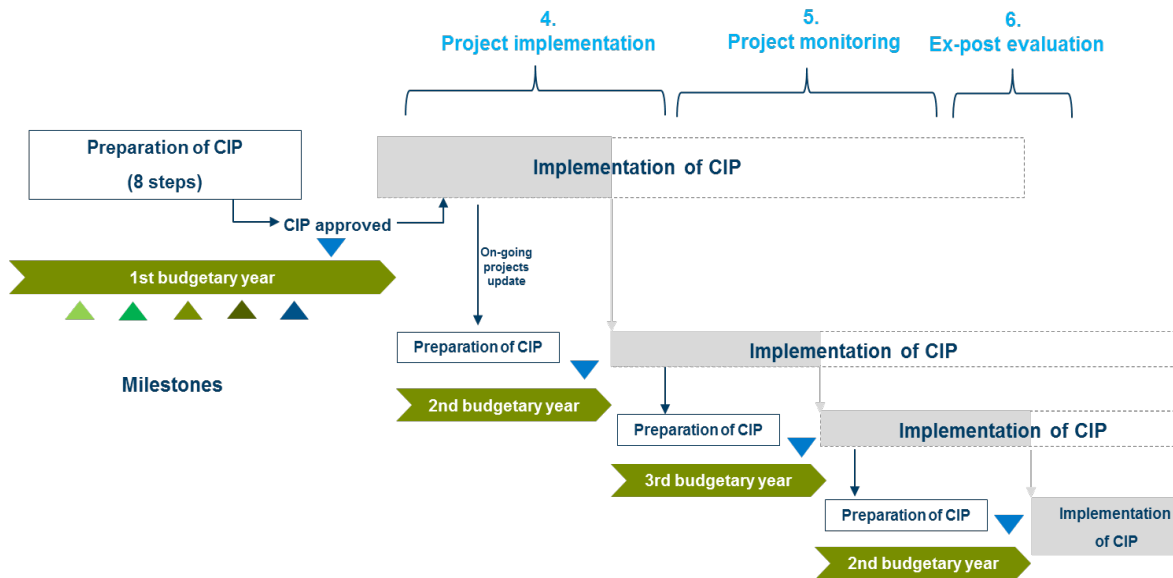 4.
Project implementation
5.
Project monitoring
6.
Ex-post evaluation
Preparation of CIP
(8 steps)
Implementation of CIP
CIP approved
On-going
projects
update
1st budgetary year
Milestones
Preparation of CIP
Implementation of CIP
2nd budgetary year
Preparation of CIP
Implementation of CIP
3rd budgetary year
Preparation of CIP
Implementation
of CIP
2nd budgetary year